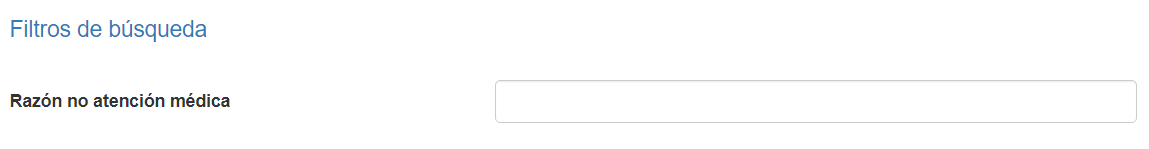 Filtros de búsqueda
Razón no atención médica